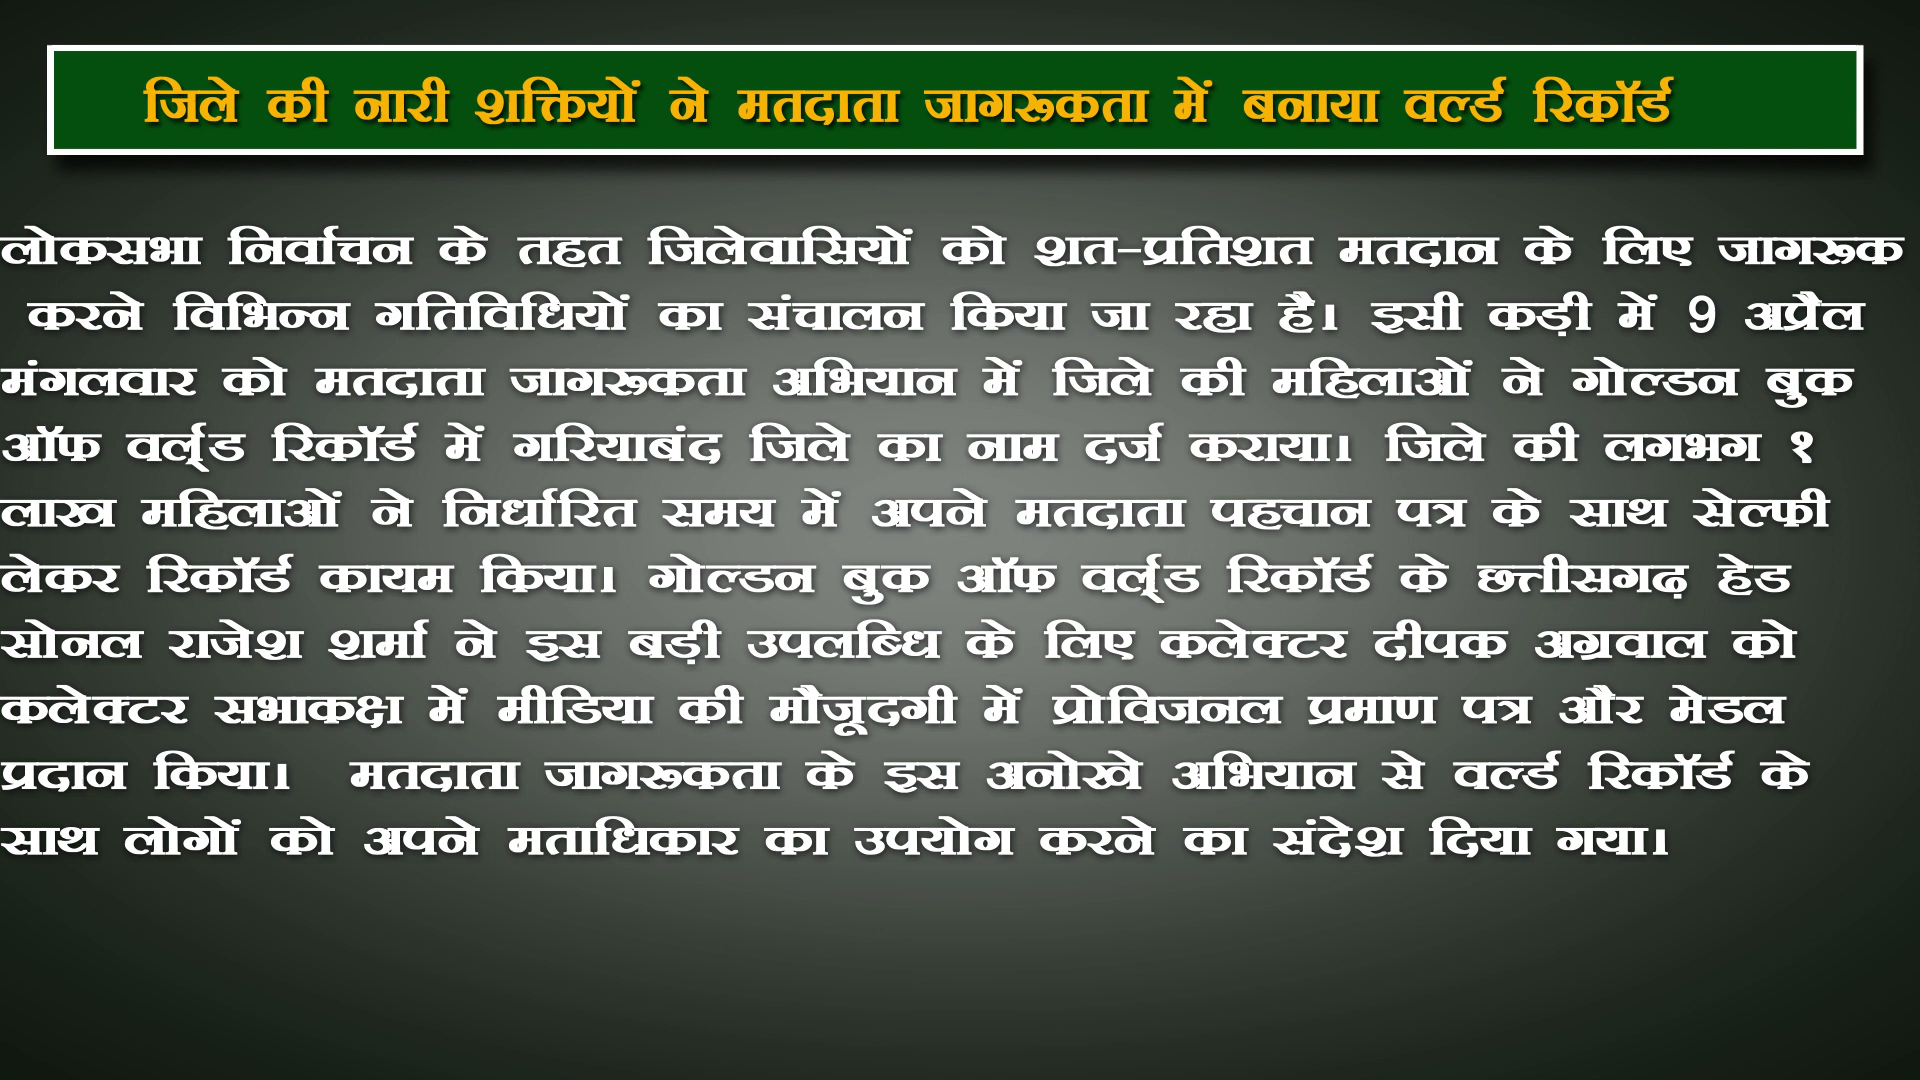 जिले की नारी शक्तियों ने मतदाता जागरूकता में बनाया वर्ल्ड रिकॉर्ड
लोकसभा निर्वाचन के तहत जिलेवासियों को शत-प्रतिशत मतदान के लिए जागरूक
करने विभिन्न गतिविधियों का संचालन किया जा रहा है। इसी कड़ी में 9 अप्रैल
मंगलवार को मतदाता जागरूकता अभियान में जिले की महिलाओं ने गोल्डन बुक
ऑफ वर्ल्ड रिकॉर्ड में गरियाबंद जिले का नाम दर्ज कराया। जिले की लगभग १
लाख महिलाओं ने निर्धारित समय में अपने मतदाता पहचान पत्र के साथ सेल्फी
लेकर रिकॉर्ड कायम किया। गोल्डन बुक ऑफ वर्ल्ड रिकॉर्ड के छत्तीसगढ़ हेड
सोनल राजेश शर्मा ने इस बड़ी उपलब्धि के लिए कलेक्टर दीपक अग्रवाल को
कलेक्टर सभाकक्ष में मीडिया की मौजूदगी में प्रोविजनल प्रमाण पत्र और मेडल
प्रदान किया। मतदाता जागरूकता के इस अनोखे अभियान से वर्ल्ड रिकॉर्ड के
साथ लोगों को अपने मताधिकार का उपयोग करने का संदेश दिया गया।